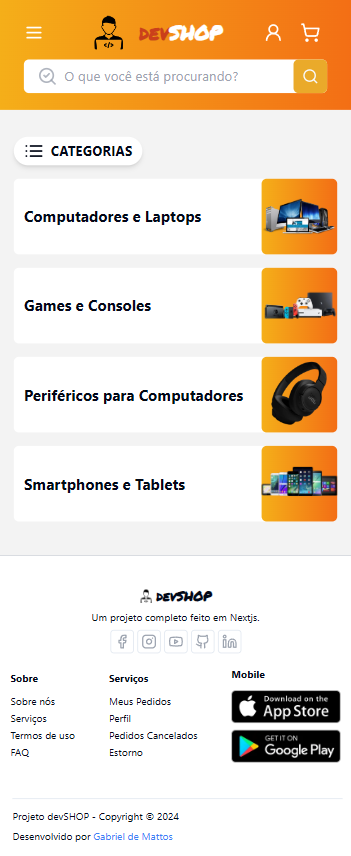 devSHOP
O que você está procurando?
CATEGORIAS
Computadores e Laptops
Games e Consoles
Periféricos para Computadores
Smartphones e Tablets
devSHOP
Um projeto completo feito em Nextjs.
Sobre
Sobre nós
Serviços
Termos de uso
FAQ
Serviços
Meus Pedidos
Perfil
Pedidos Cancelados
Estorno
Mobile
Download on the
App Store
GET IT ON
Google Play
Projeto devSHOP - Copyright © 2024
Desenvolvido por Gabriel de Mattos